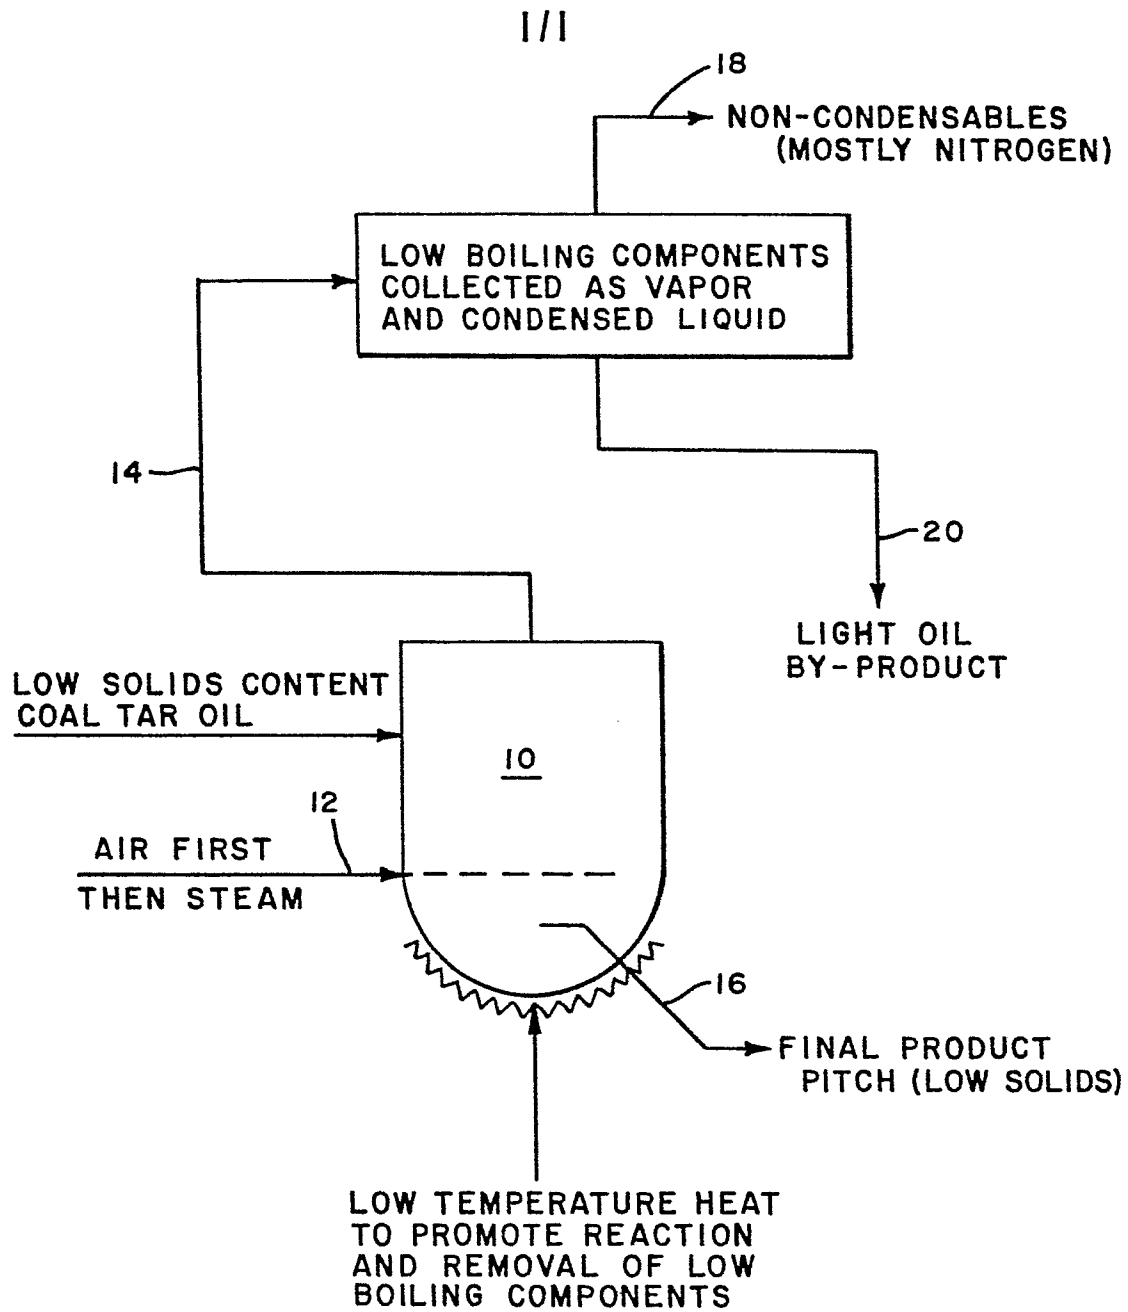 1/1
18
NON-CONDENSABLES
(MOSTLY NITROGEN)
LOW BOILING COMPONENTS
COLLECTED AS VAPOR
AND CONDENSED LIQUID
14
20
LIGHT OIL
BY-PRODUCT
LOW SOLIDS CONTENT
COAL TAR OIL
10
12
AIR FIRST
THEN STEAM
16
FINAL PRODUCT
PITCH (LOW SOLIDS)
LOW TEMPERATURE HEAT
TO PROMOTE REACTION
AND REMOVAL OF LOW
BOILING COMPONENTS